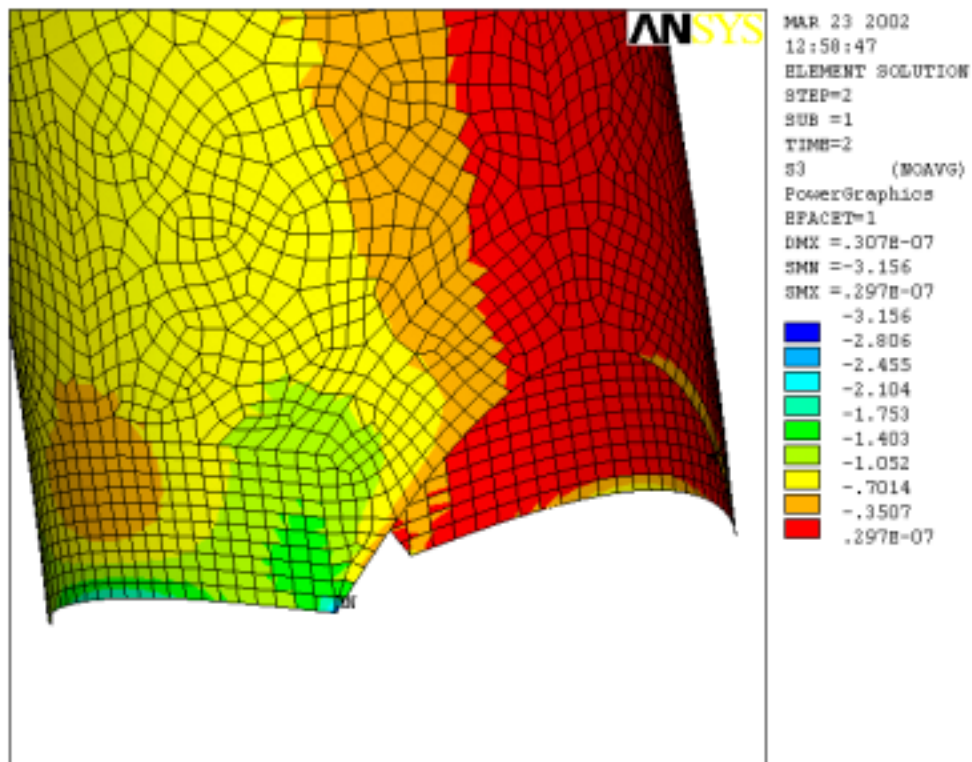 ANSYS
MAR 23 2002
12:58:47
ELEMENT SOLUTION
STEP=2
SUB =1
TIME=2
S3 (NOAVG)
PowerGraphics
EFACET=1
DMX =.307E-07
SMN =-3.156
SMX =.297E-07
-3.156
-2.806
-2.455
-2.104
-1.753
-1.403
-1.052
-.7014
-.3507
.297E-07